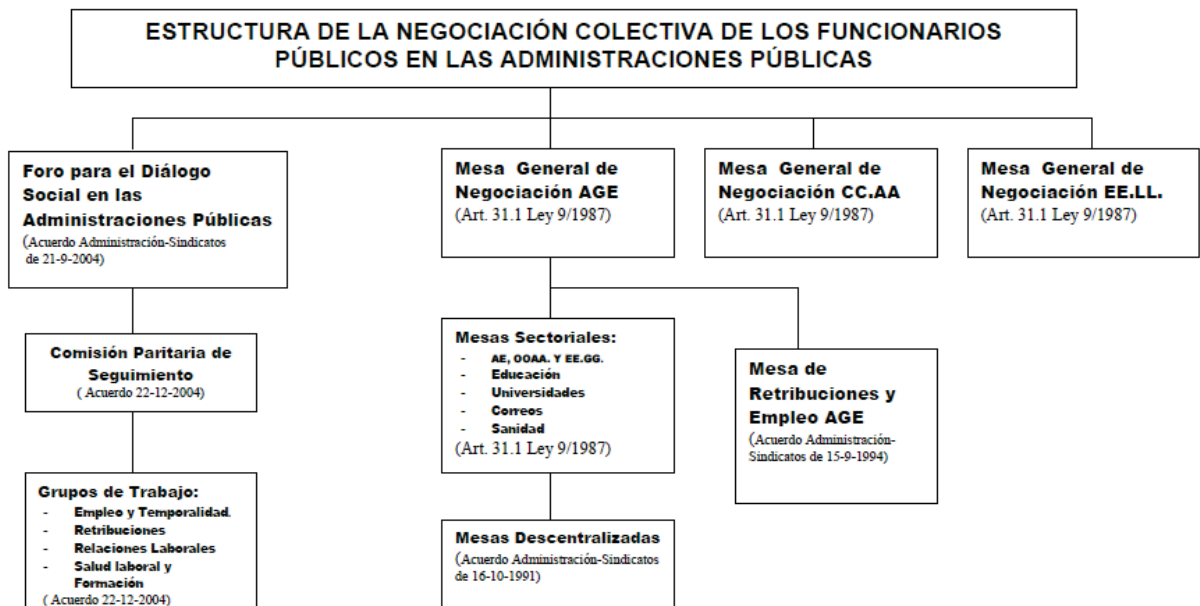 ESTRUCTURA DE LA NEGOCIACIÓN COLECTIVA DE LOS FUNCIONARIOS
PÚBLICOS EN LAS ADMINISTRACIONES PÚBLICAS
Foro para el Diálogo
Social en las
Administraciones Públicas
(Acuerdo Administración-Sindicatos
de 21-9-2004)
Mesa General de
Negociación AGE
(Art. 31.1 Ley 9/1987)
Mesa General de
Negociación CC.AA
(Art. 31.1 Ley 9/1987)
Mesa General de
Negociación EE.LL.
(Art. 31.1 Ley 9/1987)
Comisión Paritaria de
Seguimiento
( Acuerdo 22-12-2004)
Mesas Sectoriales:
- AE, OOAA. Y EE.GG.
- Educación
- Universidades
- Correos
- Sanidad
(Art. 31.1 Ley 9/1987)
Mesa de
Retribuciones y
Empleo AGE
(Acuerdo Administración-
Sindicatos de 15-9-1994)
Grupos de Trabajo:
- Empleo y Temporalidad.
- Retribuciones
- Relaciones Laborales
- Salud laboral y
Formación
( Acuerdo 22-12-2004)
Mesas Descentralizadas
(Acuerdo Administración-Sindicatos
de 16-10-1991)